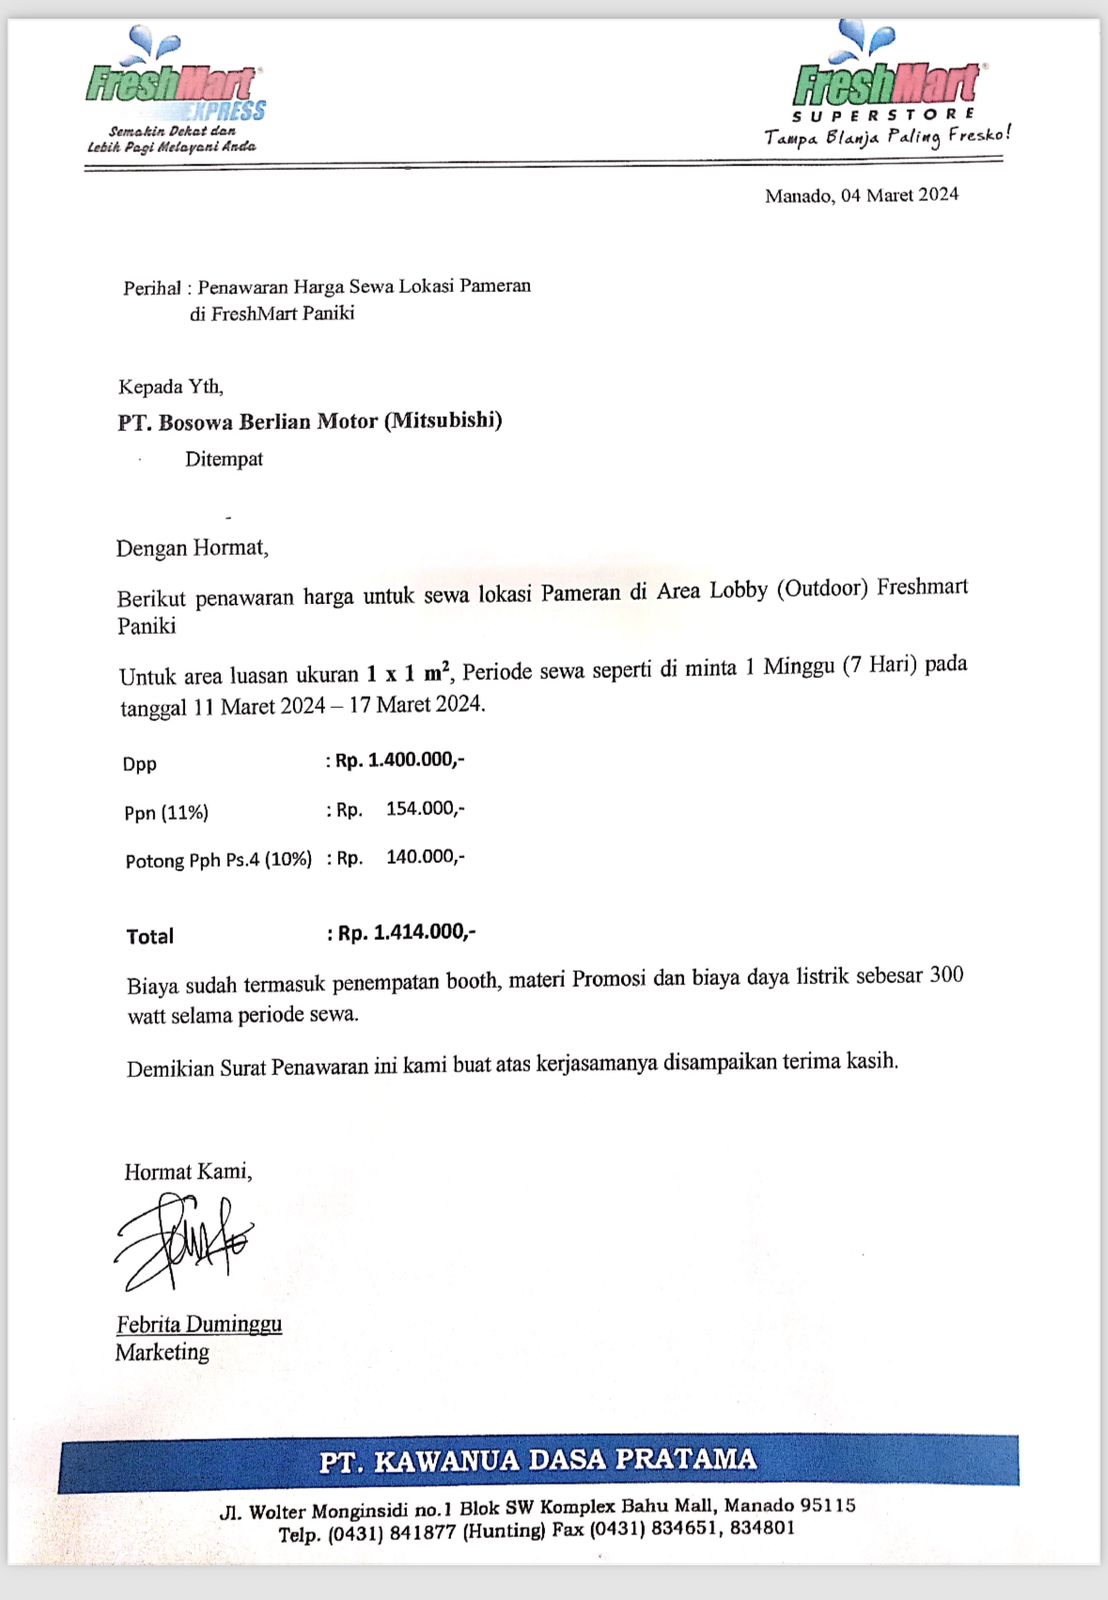 FreshMart
EXPRESS
Semakin Dekat dan
Lebih Pagi Melayani Anda
FreshMart®
SUPERSTORE
Tampa Blanja Paling Fresko!
Manado, 04 Maret 2024
Perihal : Penawaran Harga Sewa Lokasi Pameran
di FreshMart Paniki
Kepada Yth,
PT. Bosowa Berlian Motor (Mitsubishi)
Ditempat
Dengan Hormat,
Berikut penawaran harga untuk sewa lokasi Pameran di Area Lobby (Outdoor) Freshmart
Paniki
Untuk area luasan ukuran 1 x 1 m², Periode sewa seperti di minta 1 Minggu (7 Hari) pada
tanggal 11 Maret 2024 – 17 Maret 2024.
Dpp : Rp. 1.400.000,-
Ppn (11%) : Rp. 154.000,-
Potong Pph Ps.4 (10%) : Rp. 140.000,-
Total : Rp. 1.414.000,-
Biaya sudah termasuk penempatan booth, materi Promosi dan biaya daya listrik sebesar 300
watt selama periode sewa.
Demikian Surat Penawaran ini kami buat atas kerjasamanya disampaikan terima kasih.
Hormat Kami,
Febrita Duminggu
Marketing
PT. KAWANUA DASA PRATAMA
Jl. Wolter Monginsidi no.1 Blok SW Komplex Bahu Mall, Manado 95115
Telp. (0431) 841877 (Hunting) Fax (0431) 834651, 834801